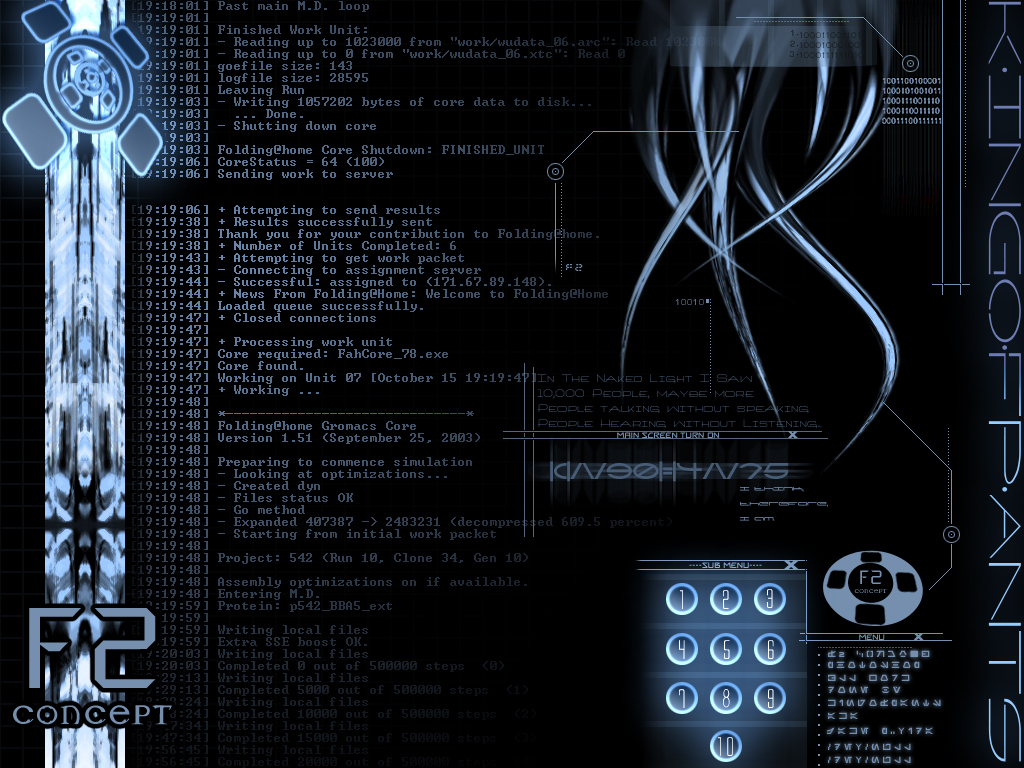 [19:18:01] Past main M.D. loop
[19:19:01]
[19:19:01] Finished Work Unit:
[19:19:01] - Reading up to 1023000 from "work/wudata_06.arc": Read
[19:19:01] - Reading up to 0 from "work/wudata_06.xtc": Read 0
[19:19:01] goefile size: 143
[19:19:01] logfile size: 28595
[19:19:01] Leaving Run
[19:19:03] - Writing 1057202 bytes of core data to disk...
[19:19:03]   ... Done.
[19:19:03] - Shutting down core
[19:19:03]
[19:19:03] Folding@home Core Shutdown: FINISHED_UNIT
[19:19:06] CoreStatus = 64 (100)
[19:19:06] Sending work to server
[19:19:06] + Attempting to send results
[19:19:38] + Results successfully sent
[19:19:38] Thank you for your contribution to Folding@home.
[19:19:38] + Number of Units Completed: 6
[19:19:43] + Attempting to get work packet
[19:19:43] - Connecting to assignment server
[19:19:44] - Successful: assigned to (171.67.89.148).
[19:19:44] + News From Folding@Home: Welcome to Folding@Home
[19:19:44] Loaded queue successfully.
[19:19:47] + Closed connections
[19:19:47]
[19:19:47] + Processing work unit
[19:19:47] Core required: FahCore_78.exe
[19:19:47] Core found.
[19:19:47] Working on Unit 07 [October 15 19:19:47]
[19:19:47] + Working ...
[19:19:48]
[19:19:48] *------------------------------*
[19:19:48] Folding@home Gromacs Core
[19:19:48] Version 1.51 (September 25, 2003)
[19:19:48]
[19:19:48] Preparing to commence simulation
[19:19:48] - Looking at optimizations...
[19:19:48] - Created dyn
[19:19:48] - Files status OK
[19:19:48] - Go method
[19:19:48] - Expanded 407387 -> 2483231 (decompressed 609.5 percent)
[19:19:48] - Starting from initial work packet
[19:19:48]
[19:19:48] Project: 542 (Run 10, Clone 34, Gen 10)
[19:19:48]
[19:19:48] Assembly optimizations on if available.
[19:19:48] Entering M.D.
[19:19:59] Protein: p542_BBA5_ext
19:59]
19:59] Writing local files
19:59] Extra SSE boost OK.
20:03] Writing local files
20:03] Completed 0 out of 500000 steps  (0)
29:13] Writing local files
29:13] Completed 5000 out of 500000 steps  (1)
:24] Writing local files
:24] Completed 10000 out of 500000 steps  (2)
:34] Writing local files
19:47:34] Completed 15000 out of 500000 steps  (3)
19:56:45] Writing local files
19:56:45] Completed 20000 out of 500000 steps
F2
CONCEPT
F2
10010
1001100100001
100010101
100011001110
10000110011
1000110011111
In The Naked Light I Saw
10,000 People, maybe more
People talking without speaking
People Hearing without Listening..
MAIN SCREEN TURN ON X
I think,
therefore,
I am
----SUB MENU---- X
1 2 3
4 5 6
7 8 9
10
F2
CONCEPT
MENU X
KINGOFPANTS